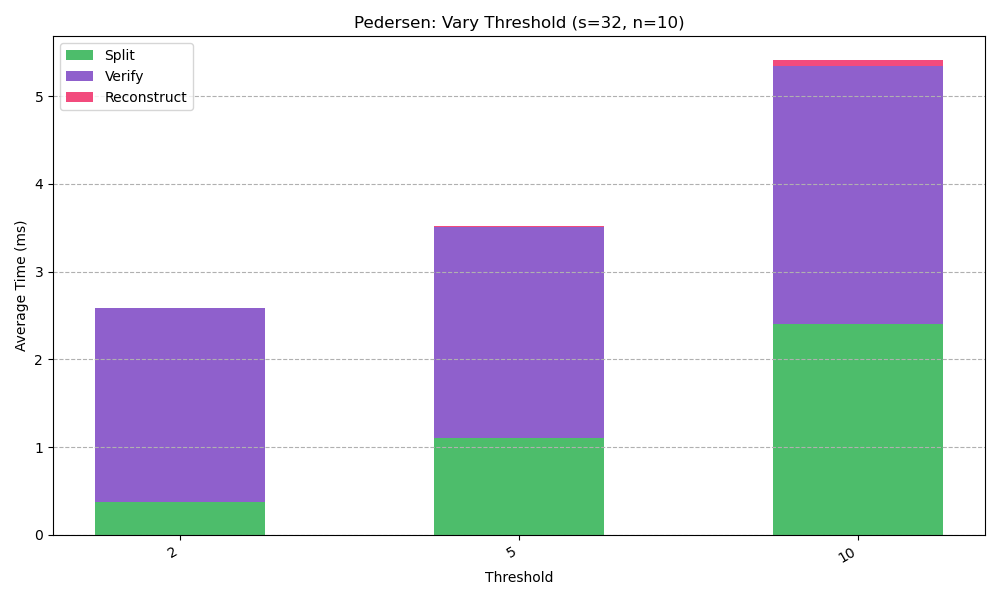 Pedersen: Vary Threshold (s=32, n=10)
Split
Verify
Reconstruct
Average Time (ms)
5
4
3
2
1
0
2
5
10
Threshold